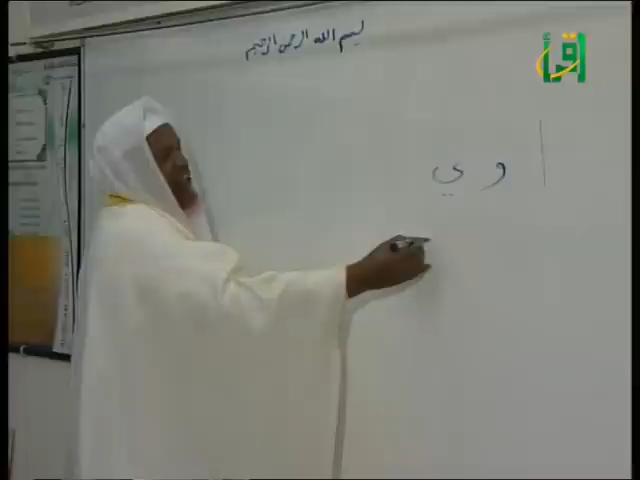 بسم الله الرحمن الرحيم
اقرأ
ا و ي